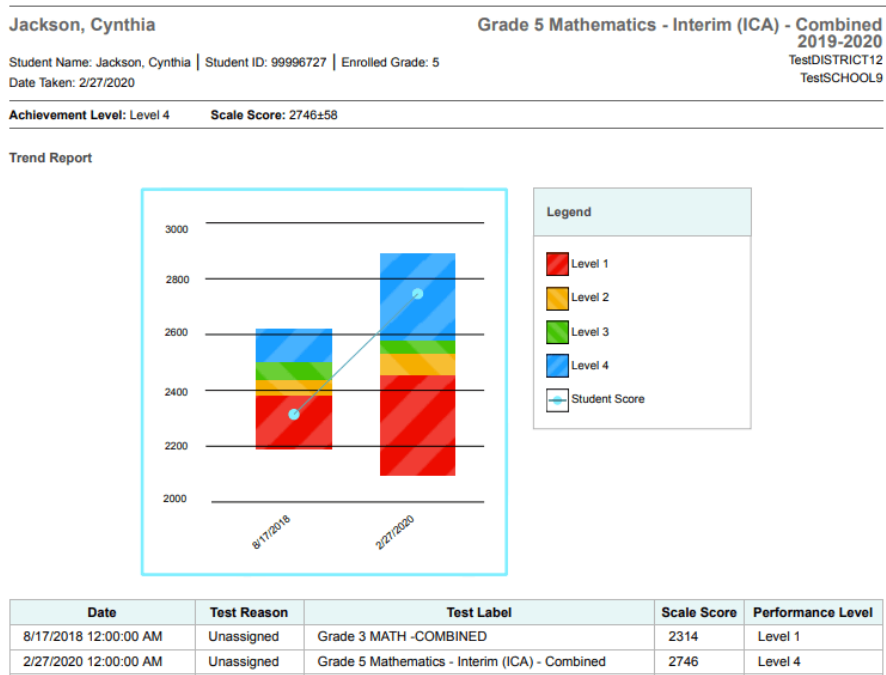 Jackson, Cynthia
Grade 5 Mathematics - Interim (ICA) - Combined
2019-2020
Student Name: Jackson, Cynthia | Student ID: 99996727 | Enrolled Grade: 5
TestDISTRICT12
Date Taken: 2/27/2020
TestSCHOOL9
Achievement Level: Level 4 Scale Score: 2746±58
Trend Report
3000
2800
2600
2400
2200
2000
8/17/2018
2/27/2020
Legend
Level 1
Level 2
Level 3
Level 4
Student Score
Date Test Reason Test Label Scale Score Performance Level
8/17/2018 12:00:00 AM Unassigned Grade 3 MATH -COMBINED 2314 Level 1
2/27/2020 12:00:00 AM Unassigned Grade 5 Mathematics - Interim (ICA) - Combined 2746 Level 4